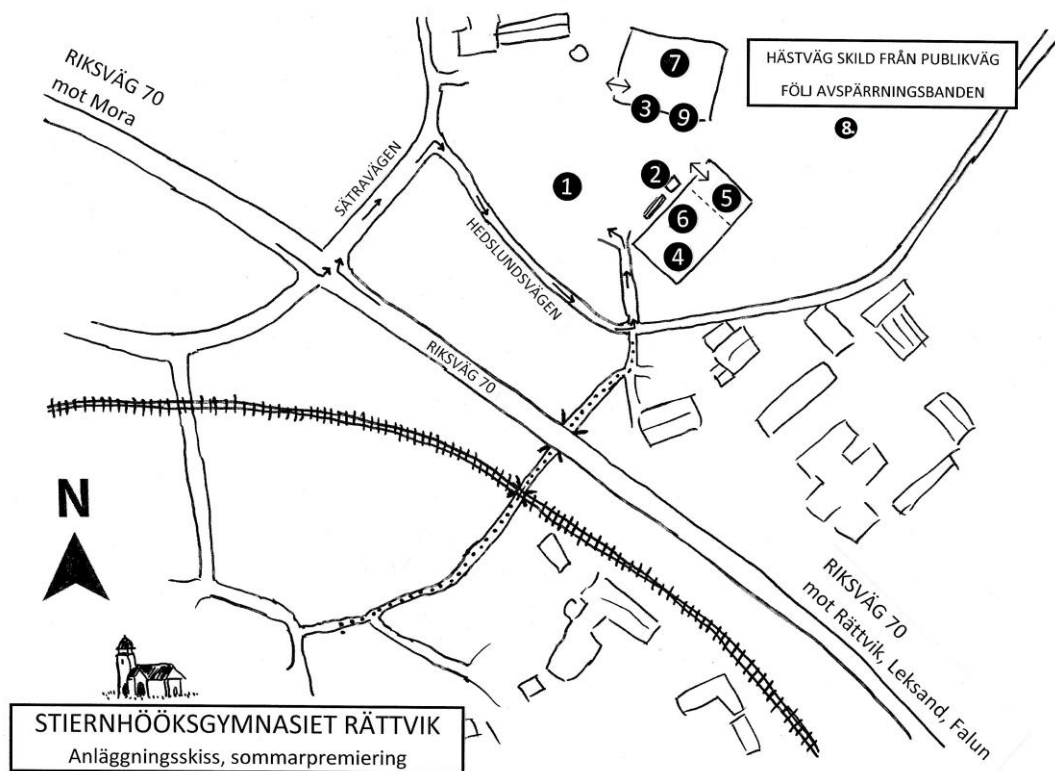 RIKSVÄG 70
mot Mora
HÄSTVÄG SKILD FRÅN PUBLIKVÄG
FÖLJ AVSPÄRRNINGSBANDEN
7
3
9
8
SÄTRAVÄGEN
1
2
5
6
4
HEDSLUNDSVÄGEN
RIKSVÄG 70
N
RIKSVÄG 70
mot Rättvik, Leksand, Falun
STIERNHÖÖKSGYMNASIET RÄTTVIK
Anläggningsskiss, sommarpremiering